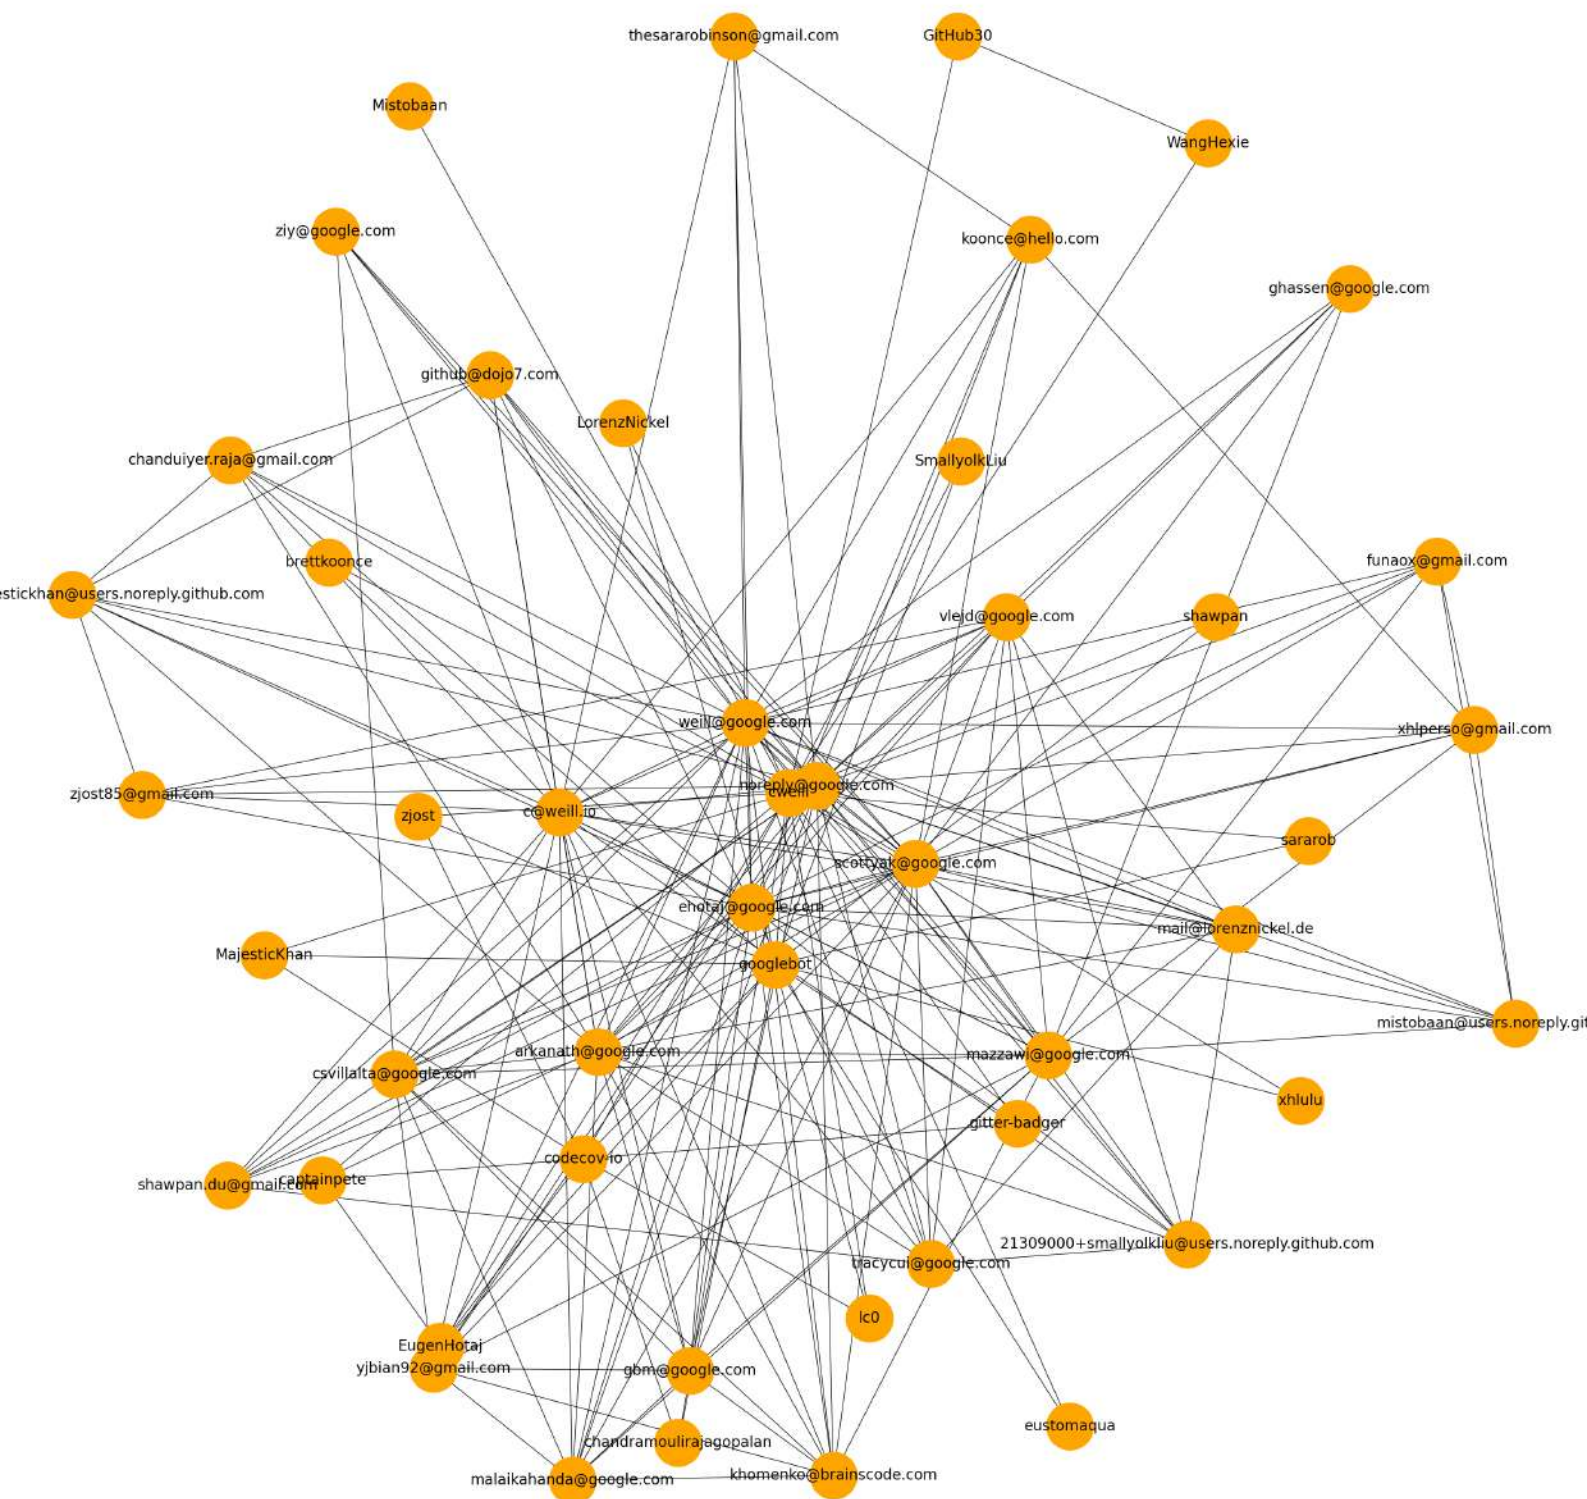 thesararobinson@gmail.com
GitHub30
Mistobaan
WangHexie
ziy@google.com
koonce@hello.com
ghassen@google.com
github@dojo7.com
LorenzNickel
chanduiyer.raja@gmail.com
SmallyolkLiu
brettkoonce
funaox@gmail.com
estickhan@users.noreply.github.com
vlejd@google.com
shawpan
weill@google.com
xhlperso@gmail.com
noreply@google.com
cweill
zjost85@gmail.com
zjost
c@weill.io
sararob
scottyak@google.com
ehotaj@google.com
mail@lorenznickel.de
MajesticKhan
googlebot
mistobaan@users.noreply.git
arkanath@google.com
mazzawi@google.com
csvillalta@google.com
xhlulu
gitter-badger
codecov-io
captainpete
shawpan.du@gmail.com
21309000+smallyolkliu@users.noreply.github.com
tracycui@google.com
lc0
EugenHotaj
yjbian92@gmail.com
gbm@google.com
eustomaqua
chandramoulirajagopalan
malaikahanda@google.com
khomenko@brainscode.com